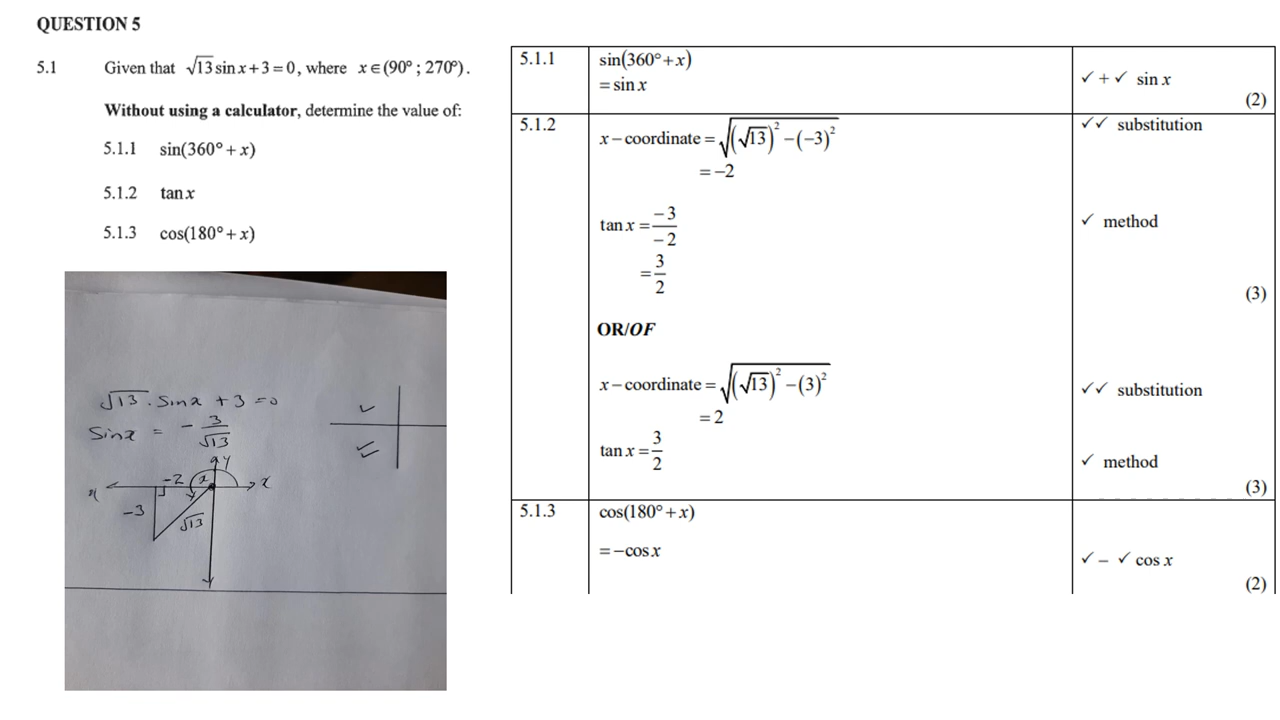 QUESTION 5
5.1 Given that √13 sin x + 3 = 0, where x ∈ (90° ; 270°).
Without using a calculator, determine the value of:
5.1.1 sin(360° + x)
5.1.2 tan x
5.1.3 cos(180° + x)
√13 . Sinx + 3 = 0
Sinx = - 3/√13
y
-2 x x
x
-3
√13
5.1.1 sin(360° + x)
= sin x
✓ + ✓ sin x
(2)
5.1.2 x – coordinate = √((√13)² – (–3)²)
✓✓ substitution
= –2
tan x = –3/–2
✓ method
= 3/2
(3)
OR/OF
x – coordinate = √((√13)² – (3)²)
✓✓ substitution
= 2
tan x = 3/2
✓ method
(3)
5.1.3 cos(180° + x)
= –cos x
✓ – ✓ cos x
(2)